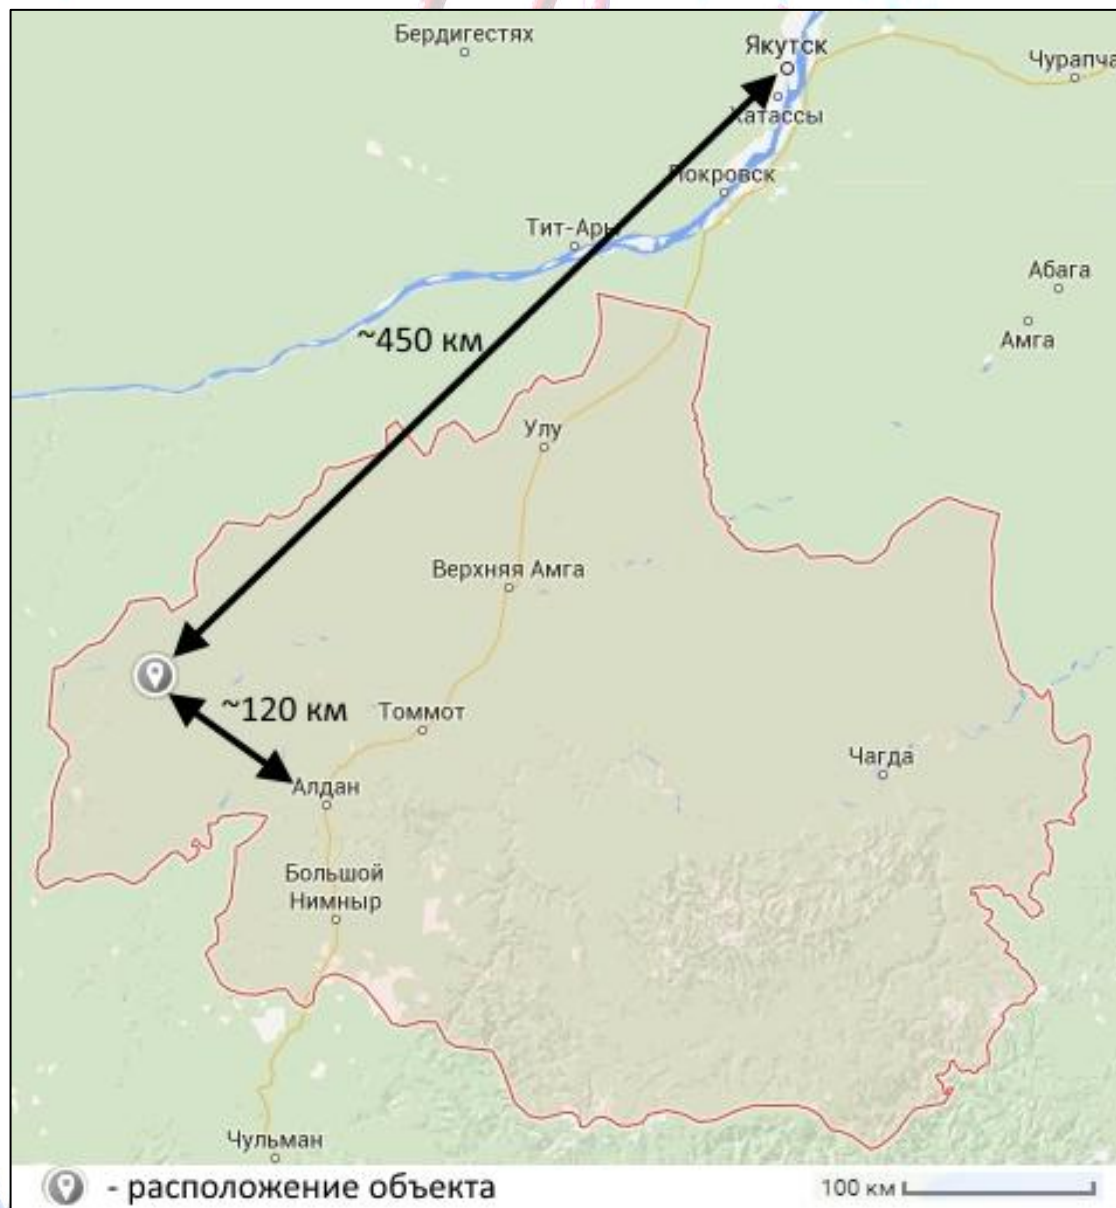 Бердигестях
Якутск
Чурапча
Хатассы
Покровск
Тит-Ары
Абага
Амга
~450 км
Улу
Верхняя Амга
~120 км
Томмот
Чагда
Алдан
Большой
Нимныр
Чульман
- расположение объекта
100 км